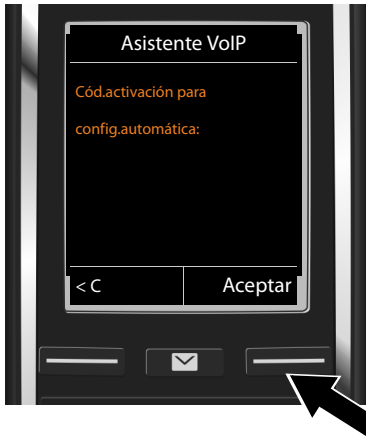 Asistente VoIP
Cód.activación para
config.automática:
< C
Aceptar